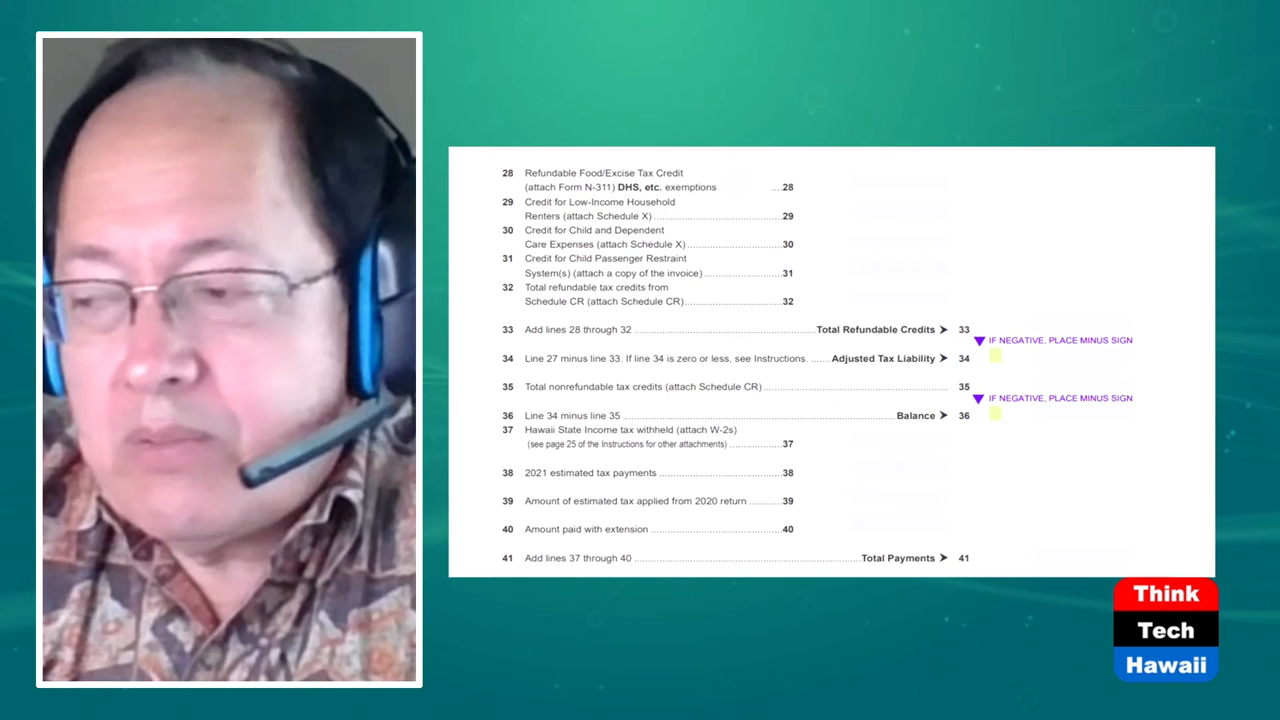 28 Refundable Food/Excise Tax Credit
(attach Form N-311) DHS, etc. exemptions ....28
29 Credit for Low-Income Household
Renters (attach Schedule X)............................................29
30 Credit for Child and Dependent
Care Expenses (attach Schedule X)................................30
31 Credit for Child Passenger Restraint
System(s) (attach a copy of the invoice)..........................31
32 Total refundable tax credits from
Schedule CR (attach Schedule CR).................................32
33 Add lines 28 through 32 ..............................................................Total Refundable Credits ➤ 33
▼ IF NEGATIVE, PLACE MINUS SIGN
34 Line 27 minus line 33. If line 34 is zero or less, see Instructions. .......Adjusted Tax Liability ➤ 34
35 Total nonrefundable tax credits (attach Schedule CR)............................................................... 35
▼ IF NEGATIVE, PLACE MINUS SIGN
36 Line 34 minus line 35 ..............................................................................................Balance ➤ 36
37 Hawaii State Income tax withheld (attach W-2s)
(see page 25 of the Instructions for other attachments) ...................37
38 2021 estimated tax payments ..........................................38
39 Amount of estimated tax applied from 2020 return ...........39
40 Amount paid with extension .............................................40
41 Add lines 37 through 40 ..............................................................................Total Payments ➤ 41
Think
Tech
Hawaii